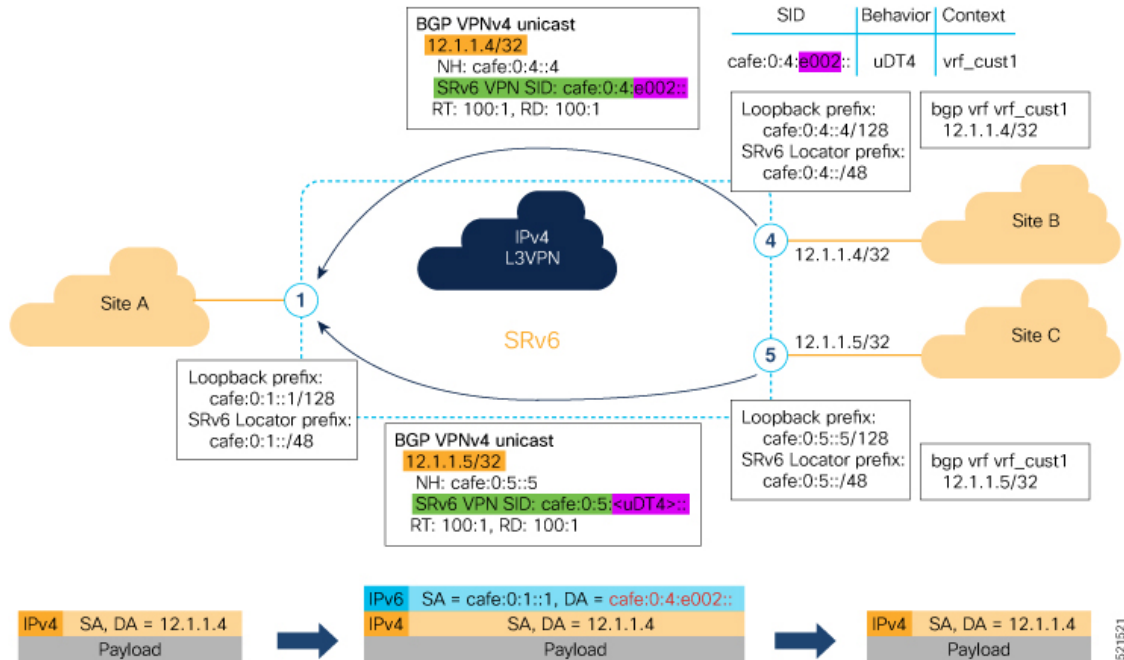 BGP VPNv4 unicast
12.1.1.4/32
NH: cafe:0:4::4
SRv6 VPN SID: cafe:0:4:e002::
RT: 100:1, RD: 100:1
SID Behavior Context
cafe:0:4:e002:: uDT4 vrf_cust1
Loopback prefix:
cafe:0:4::4/128
SRv6 Locator prefix:
cafe:0:4::/48
bgp vrf vrf_cust1
12.1.1.4/32
IPv4
L3VPN
4
12.1.1.4/32
Site B
Site A
1
SRv6
5
12.1.1.5/32
Site C
Loopback prefix:
cafe:0:1::1/128
SRv6 Locator prefix:
cafe:0:1::/48
BGP VPNv4 unicast
12.1.1.5/32
NH: cafe:0:5::5
SRv6 VPN SID: cafe:0:5:<uDT4>::
RT: 100:1, RD: 100:1
Loopback prefix:
cafe:0:5::5/128
SRv6 Locator prefix:
cafe:0:5::/48
bgp vrf vrf_cust1
12.1.1.5/32
IPv4 SA, DA = 12.1.1.4
Payload
IPv6 SA = cafe:0:1::1, DA = cafe:0:4:e002::
IPv4 SA, DA = 12.1.1.4
Payload
IPv4 SA, DA = 12.1.1.4
Payload
521521